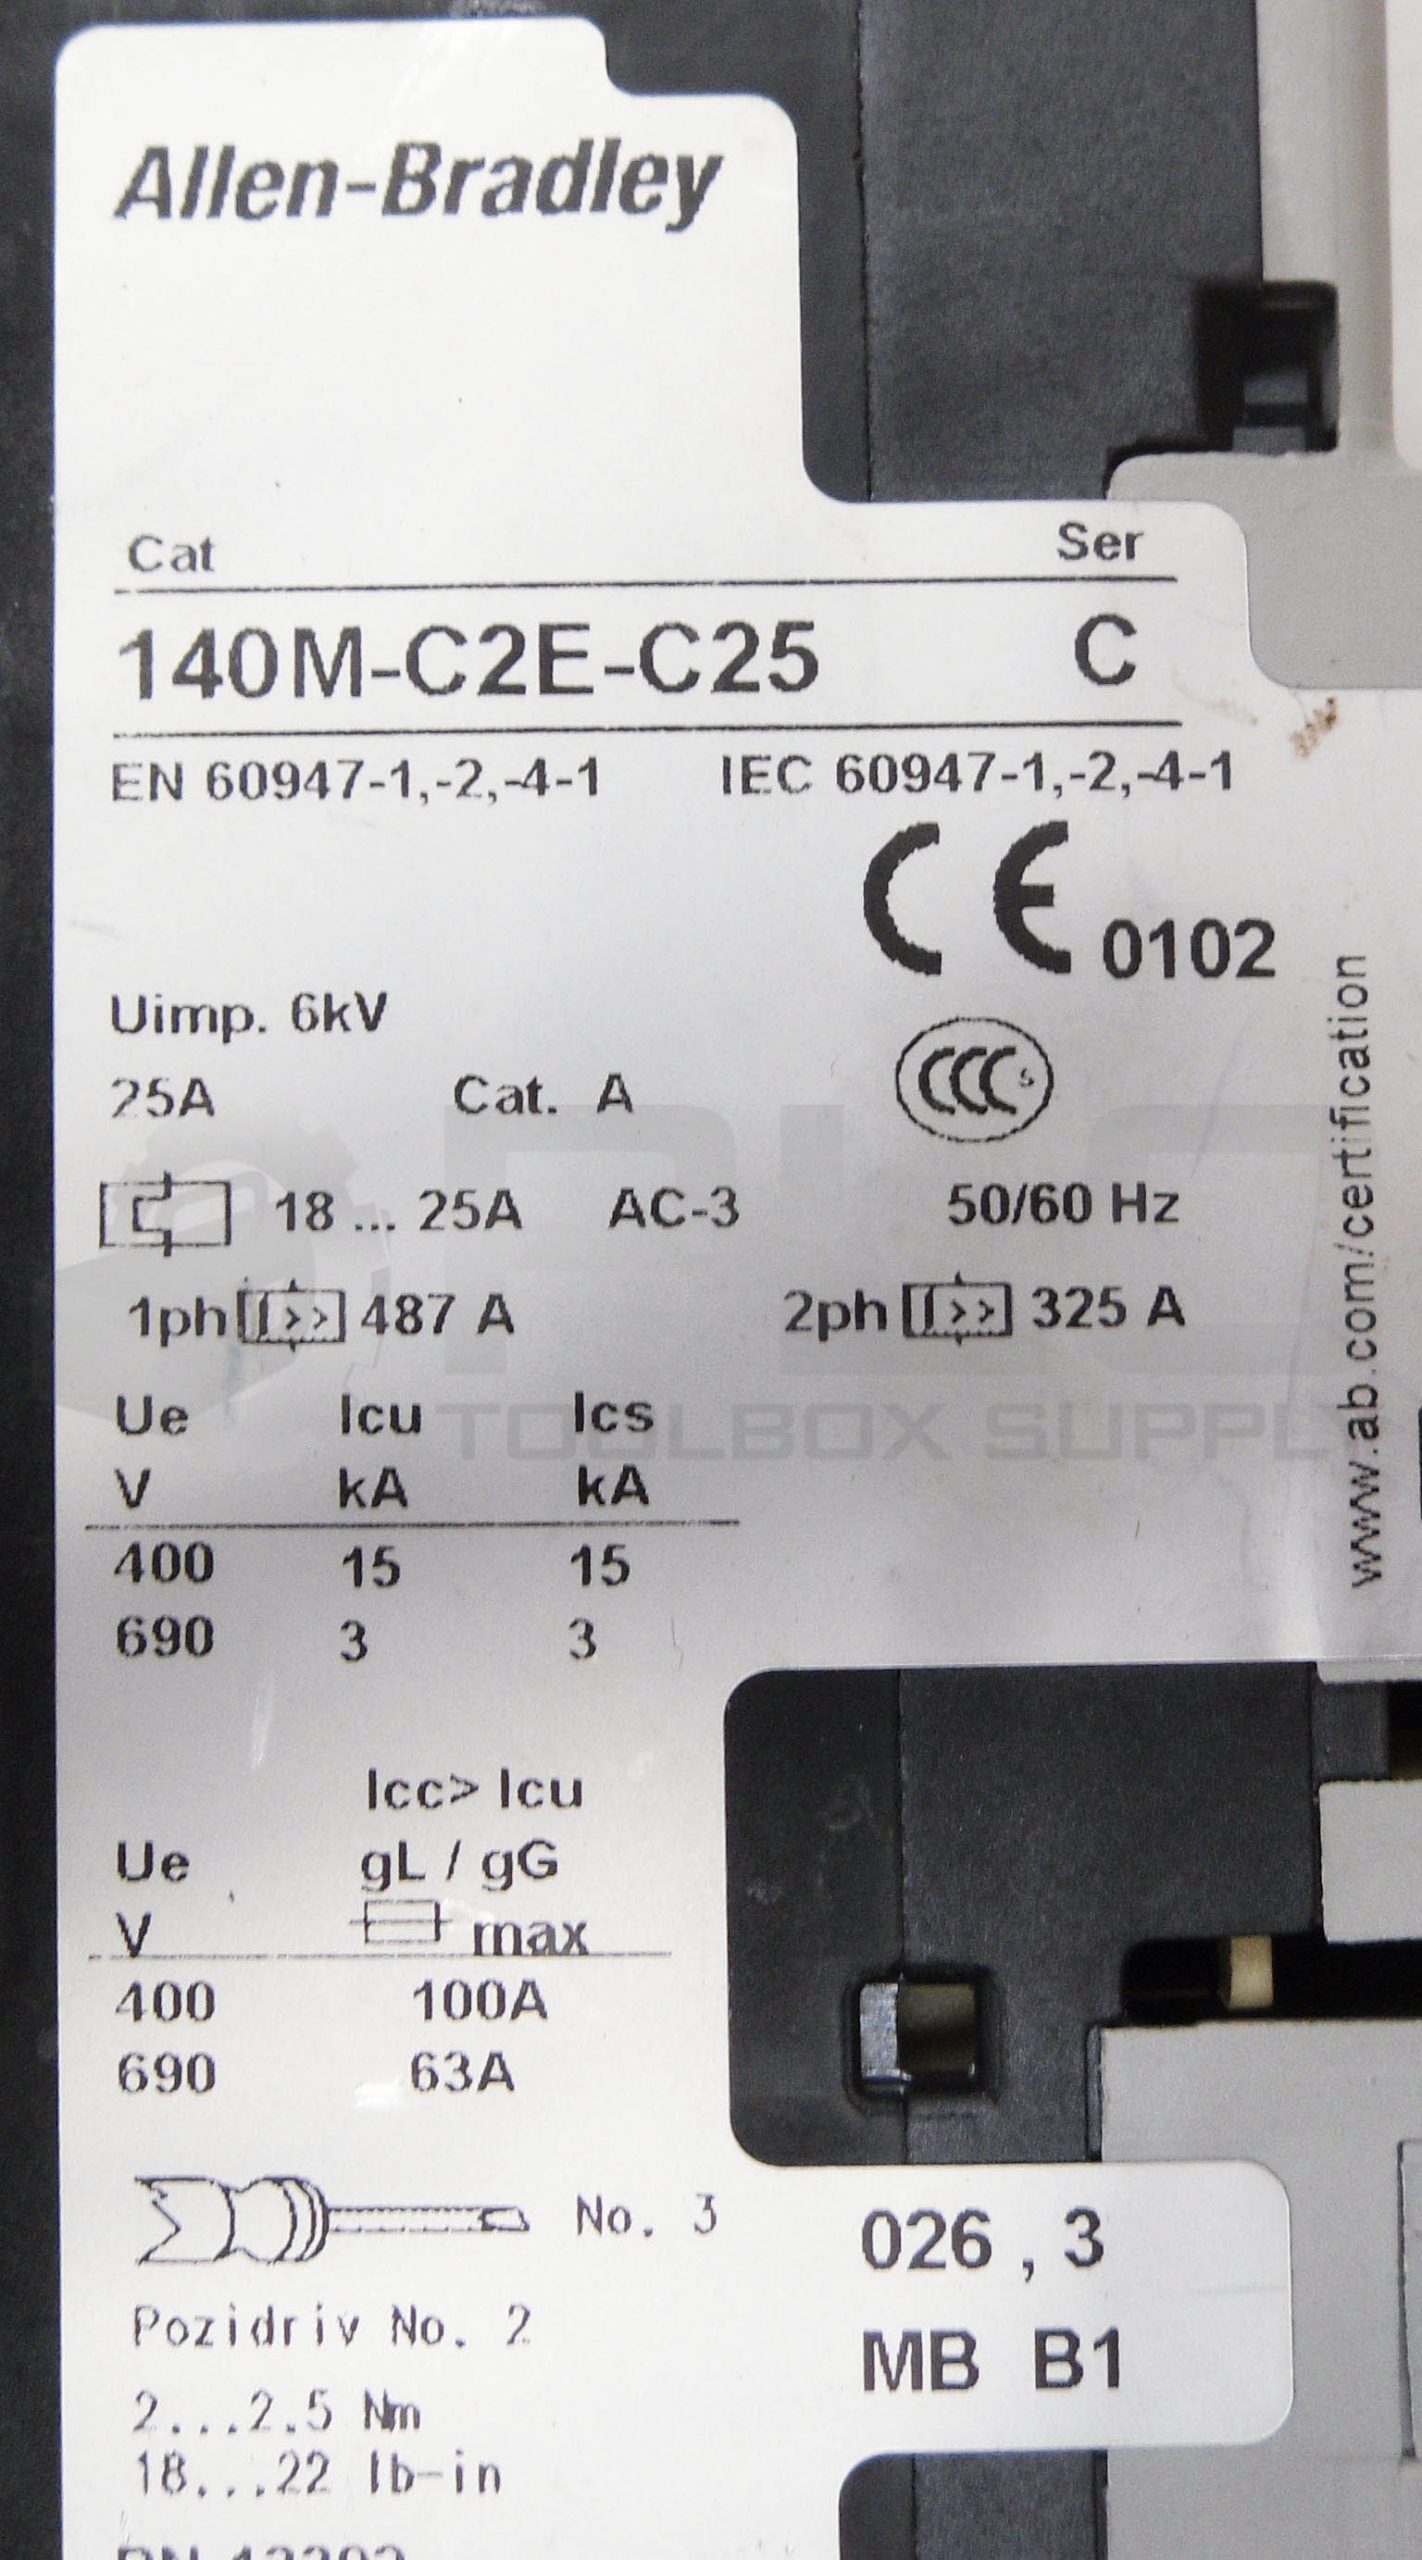 Allen-Bradley
Cat Ser
140M-C2E-C25 C
EN 60947-1,-2,-4-1 IEC 60947-1,-2,-4-1
CE 0102
Uimp. 6kV
CCC S
25A Cat. A
18 ... 25A AC-3 50/60 Hz
1ph I >> 487 A 2ph I >> 325 A
Ue Icu Ics
V kA kA
400 15 15
690 3 3
www.ab.com/certification
PLC
TOOLBOX SUPPLY
Icc> Icu
Ue gL / gG
V max
400 100A
690 63A
No. 3
Pozidriv No. 2
2...2.5 Nm
18...22 lb-in
026 , 3
MB B1